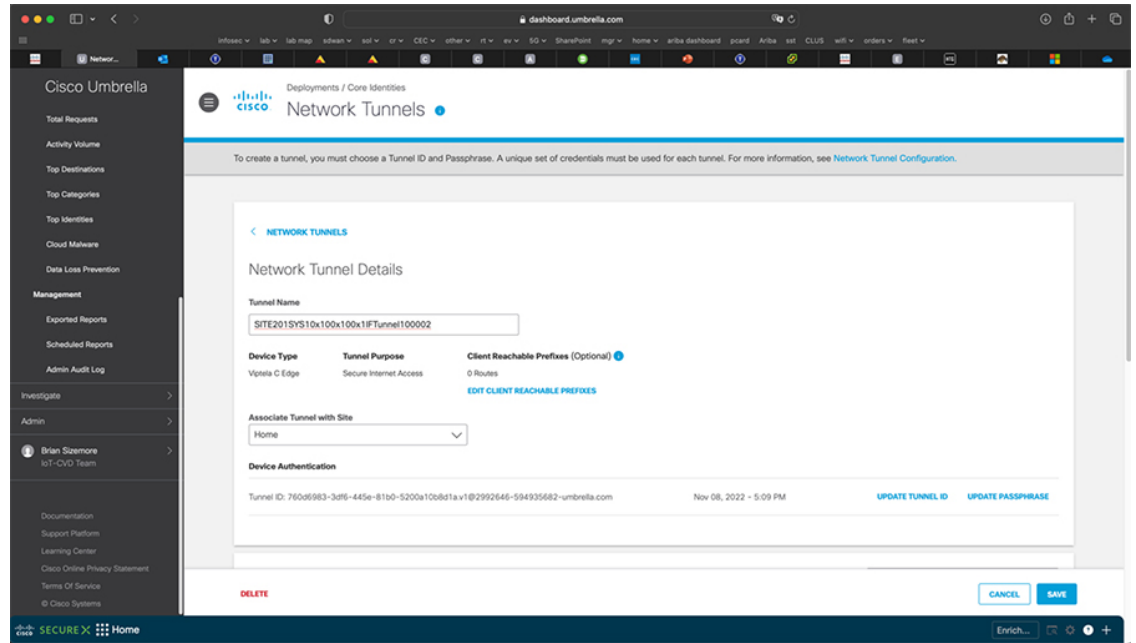 dashboard.umbrella.com
Infosec lab lab map sdwan sol cr CEC other rt ev 5G SharePoint mgr home ariba dashboard pcard Ariba sst CLUS wifi orders fleet
Networ...
Cisco Umbrella
Total Requests
Activity Volume
Top Destinations
Top Categories
Top Identities
Cloud Malware
Data Loss Prevention
Management
Exported Reports
Scheduled Reports
Admin Audit Log
Investigate
Admin
Brian Sizemore
IoT-CVD Team
Documentation
Support Platform
Learning Center
Cisco Online Privacy Statement
Terms Of Service
© Cisco Systems
CISCO
Deployments / Core Identities
Network Tunnels
To create a tunnel, you must choose a Tunnel ID and Passphrase. A unique set of credentials must be used for each tunnel. For more information, see Network Tunnel Configuration.
NETWORK TUNNELS
Network Tunnel Details
Tunnel Name
SITE201SYS10x100x100x1IFTunnel100002
Device Type Tunnel Purpose Client Reachable Prefixes (Optional)
Viptela C Edge Secure Internet Access 0 Routes
EDIT CLIENT REACHABLE PREFIXES
Associate Tunnel with Site
Home
Device Authentication
Tunnel ID: 760d6983-3df6-445e-81b0-5200a10b8d1a.v1@2992646-594935682-umbrella.com Nov 08, 2022 - 5:09 PM UPDATE TUNNEL ID UPDATE PASSPHRASE
DELETE CANCEL SAVE
CISCO SECUREX Home Enrich...